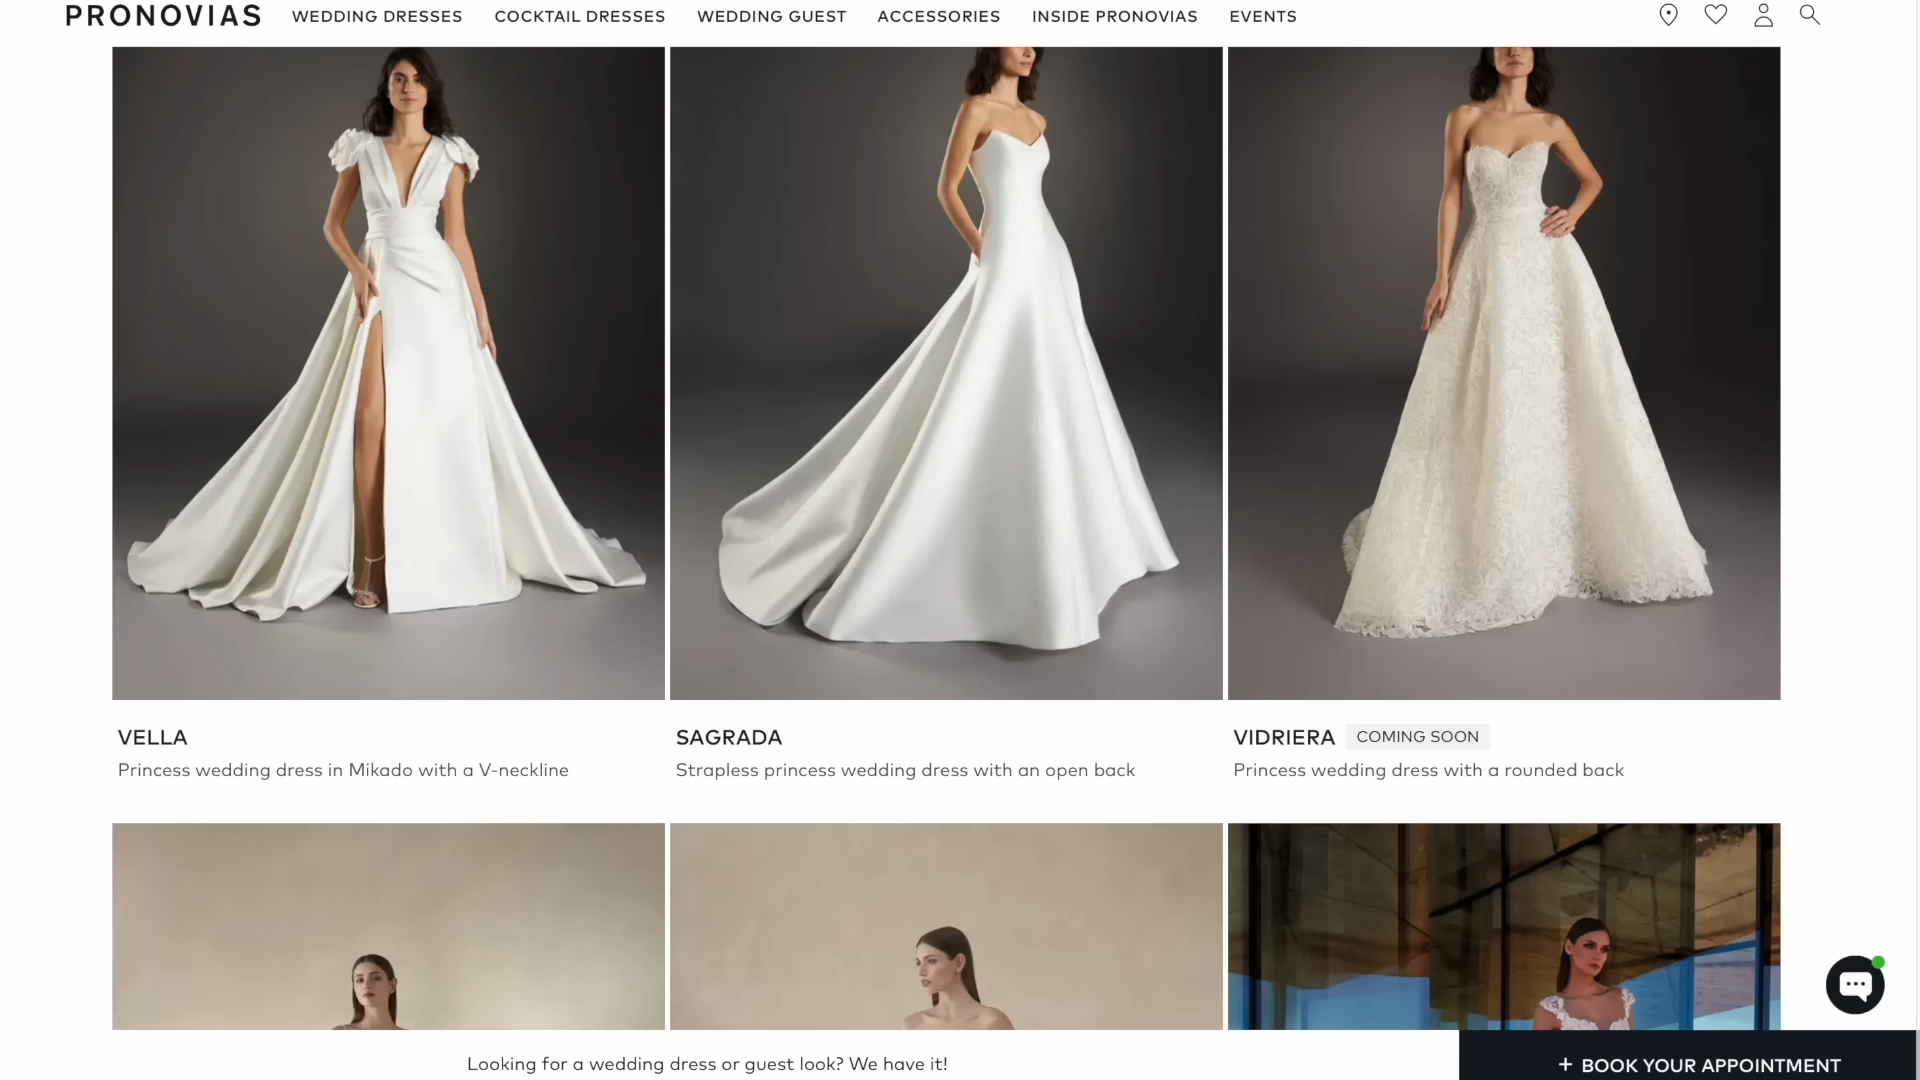 PRONOVIAS WEDDING DRESSES COCKTAIL DRESSES WEDDING GUEST ACCESSORIES INSIDE PRONOVIAS EVENTS
VELLA
Princess wedding dress in Mikado with a V-neckline
SAGRADA
Strapless princess wedding dress with an open back
VIDRIERA COMING SOON
Princess wedding dress with a rounded back
Looking for a wedding dress or guest look? We have it!
+ BOOK YOUR APPOINTMENT